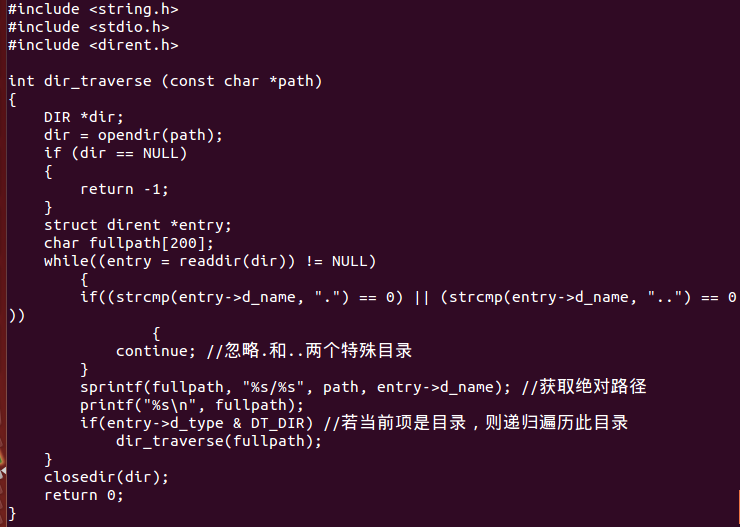 #include <string.h>
#include <stdio.h>
#include <dirent.h>

int dir_traverse (const char *path)
{
    DIR *dir;
    dir = opendir(path);
    if (dir == NULL)
    {
        return -1;
    }
    struct dirent *entry;
    char fullpath[200];
    while((entry = readdir(dir)) != NULL)
        {
        if((strcmp(entry->d_name, ".") == 0) || (strcmp(entry->d_name, "..") == 0
))
                {
            continue; //忽略.和..两个特殊目录
        }
        sprintf(fullpath, "%s/%s", path, entry->d_name); //获取绝对路径
        printf("%s\n", fullpath);
        if(entry->d_type & DT_DIR) //若当前项是目录，则递归遍历此目录
            dir_traverse(fullpath);
    }
    closedir(dir);
    return 0;
}